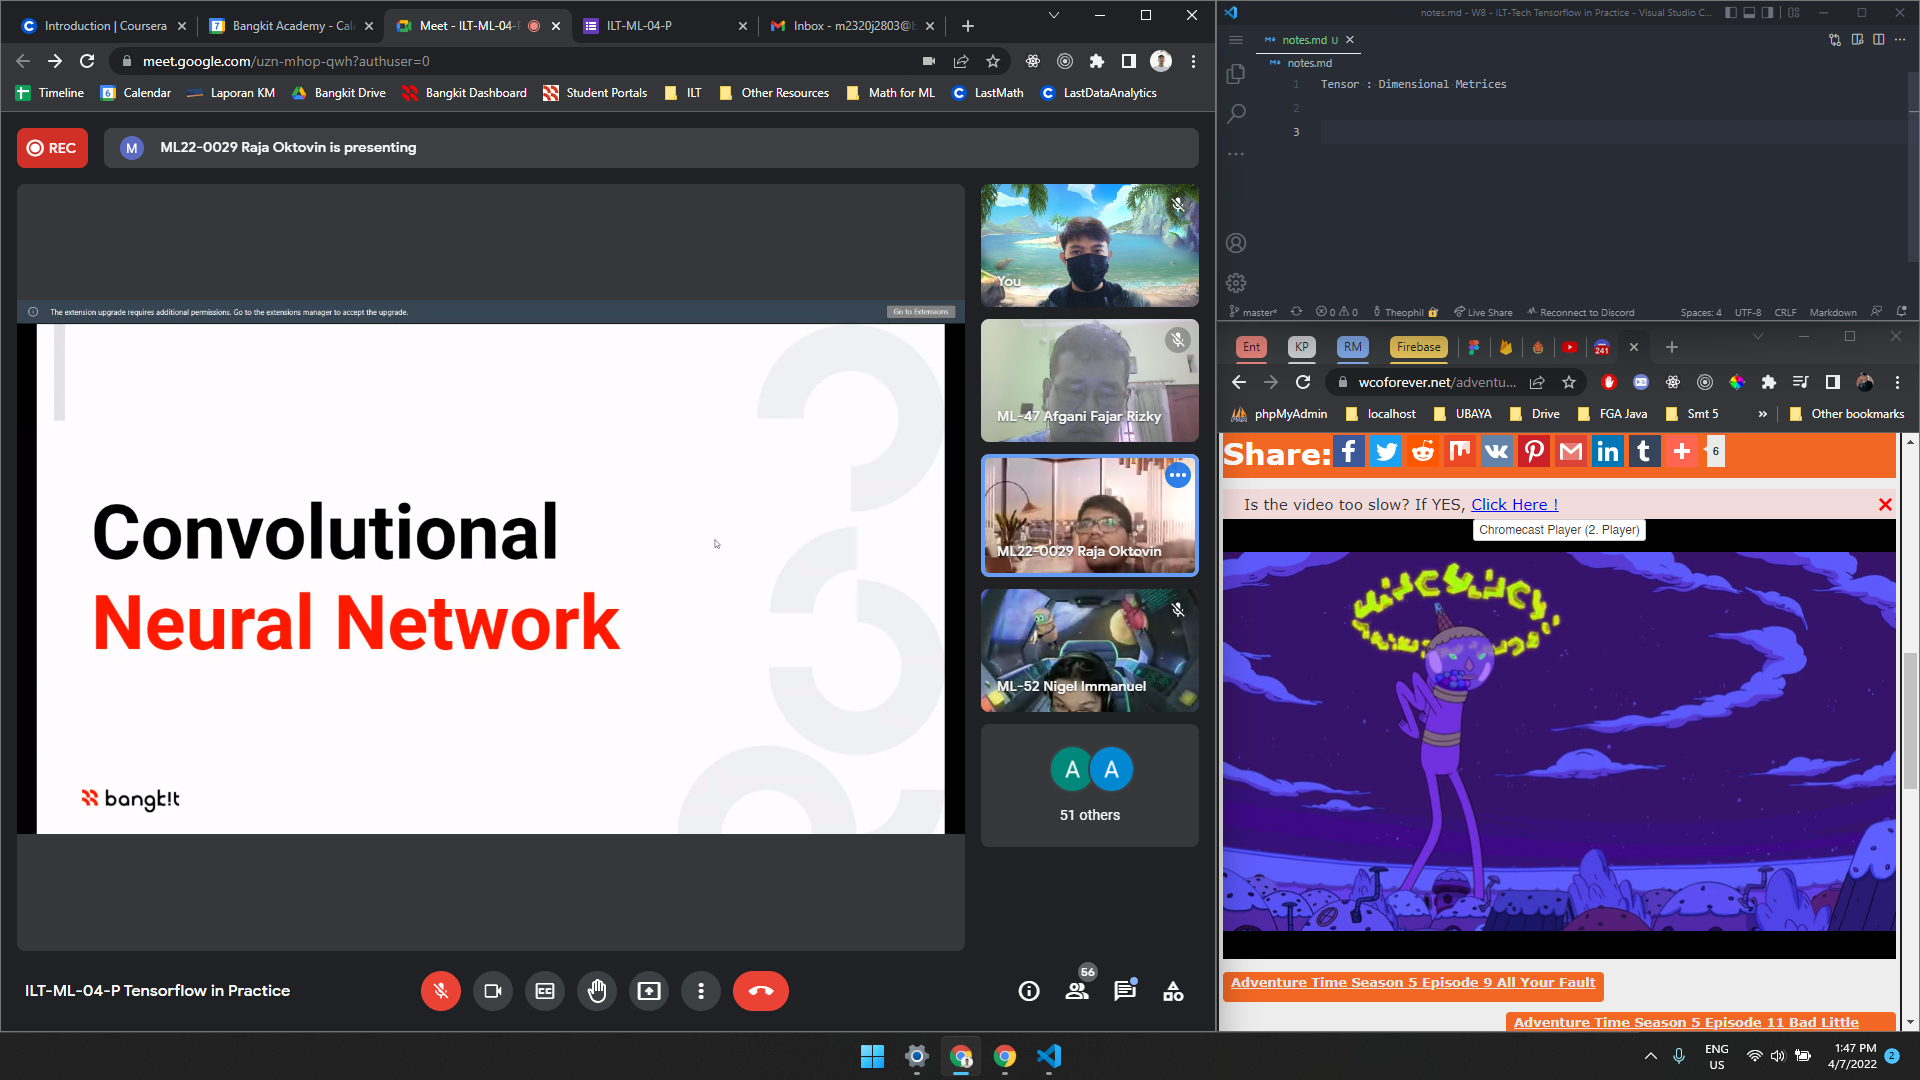 Introduction | Coursera
Bangkit Academy - Cal
Meet - ILT-ML-04-P
ILT-ML-04-P
Inbox - m2320j2803@b
meet.google.com/uzn-mhop-qwh?authuser=0
Timeline
Calendar
Laporan KM
Bangkit Drive
Bangkit Dashboard
Student Portals
ILT
Other Resources
Math for ML
LastMath
LastDataAnalytics
REC
M
ML22-0029 Raja Oktovin is presenting
The extension upgrade requires additional permissions. Go to the extensions manager to accept the upgrade.
Go to Extensions
Convolutional
Neural Network
bangk!t
You
ML-47 Afgani Fajar Rizky
ML22-0029 Raja Oktovin
ML-52 Nigel Immanuel
A A
51 others
ILT-ML-04-P Tensorflow in Practice
56
notes.md - W8 - ILT-Tech Tensorflow in Practice - Visual Studio C...
notes.md U
notes.md
1 Tensor : Dimensional Metrices
2
3
master*
0 0
Theophil
Live Share
Reconnect to Discord
Spaces: 4
UTF-8
CRLF
Markdown
Ent
KP
RM
Firebase
241
wcoforever.net/adventu...
phpMyAdmin
localhost
UBAYA
Drive
FGA Java
Smt 5
»
Other bookmarks
Share:
6
Is the video too slow? If YES, Click Here !
Chromecast Player (2. Player)
Adventure Time Season 5 Episode 9 All Your Fault
Adventure Time Season 5 Episode 11 Bad Little
ENG
US
1:47 PM
4/7/2022
2